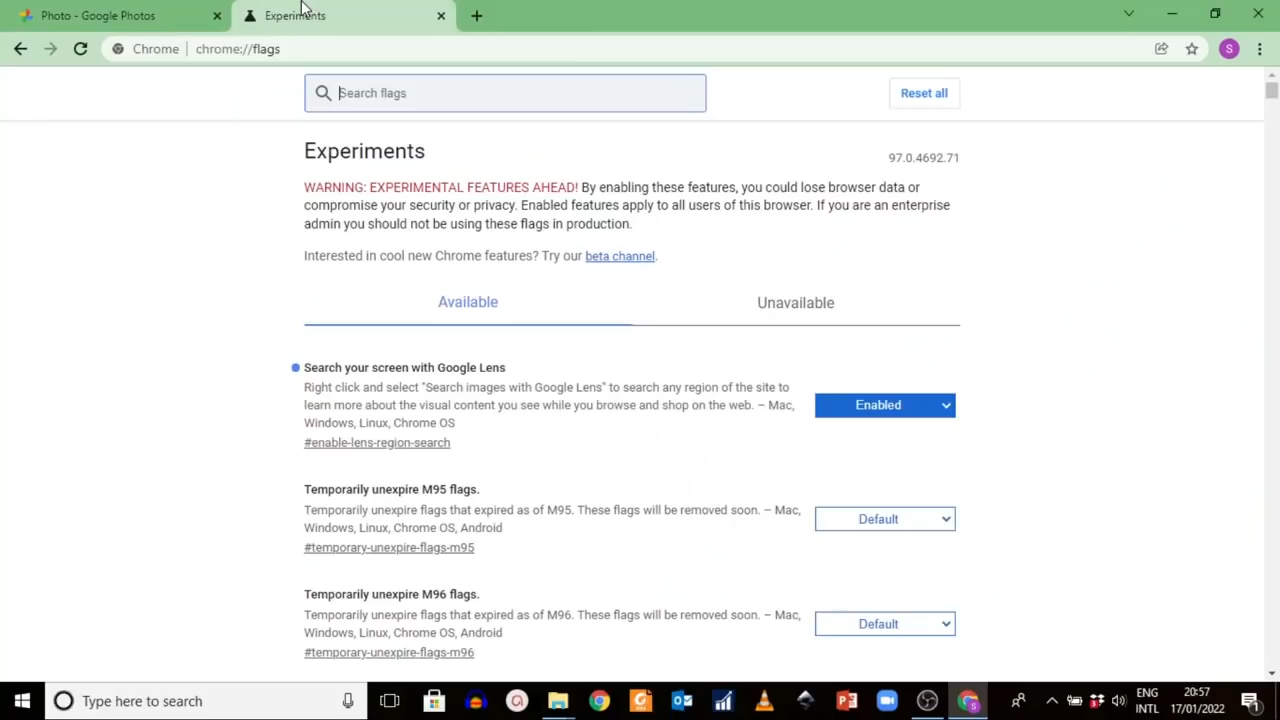 Photo - Google Photos
Experiments
Chrome
chrome://flags
S
Search flags
Reset all
Experiments
97.0.4692.71
WARNING: EXPERIMENTAL FEATURES AHEAD! By enabling these features, you could lose browser data or
compromise your security or privacy. Enabled features apply to all users of this browser. If you are an enterprise
admin you should not be using these flags in production.
Interested in cool new Chrome features? Try our beta channel.
Available
Unavailable
Search your screen with Google Lens
Right click and select "Search images with Google Lens" to search any region of the site to
learn more about the visual content you see while you browse and shop on the web. – Mac,
Windows, Linux, Chrome OS
#enable-lens-region-search
Enabled
Temporarily unexpire M95 flags.
Temporarily unexpire flags that expired as of M95. These flags will be removed soon. – Mac,
Windows, Linux, Chrome OS, Android
#temporary-unexpire-flags-m95
Default
Temporarily unexpire M96 flags.
Temporarily unexpire flags that expired as of M96. These flags will be removed soon. – Mac,
Windows, Linux, Chrome OS, Android
#temporary-unexpire-flags-m96
Default
Type here to search
ENG
INTL
20:57
17/01/2022